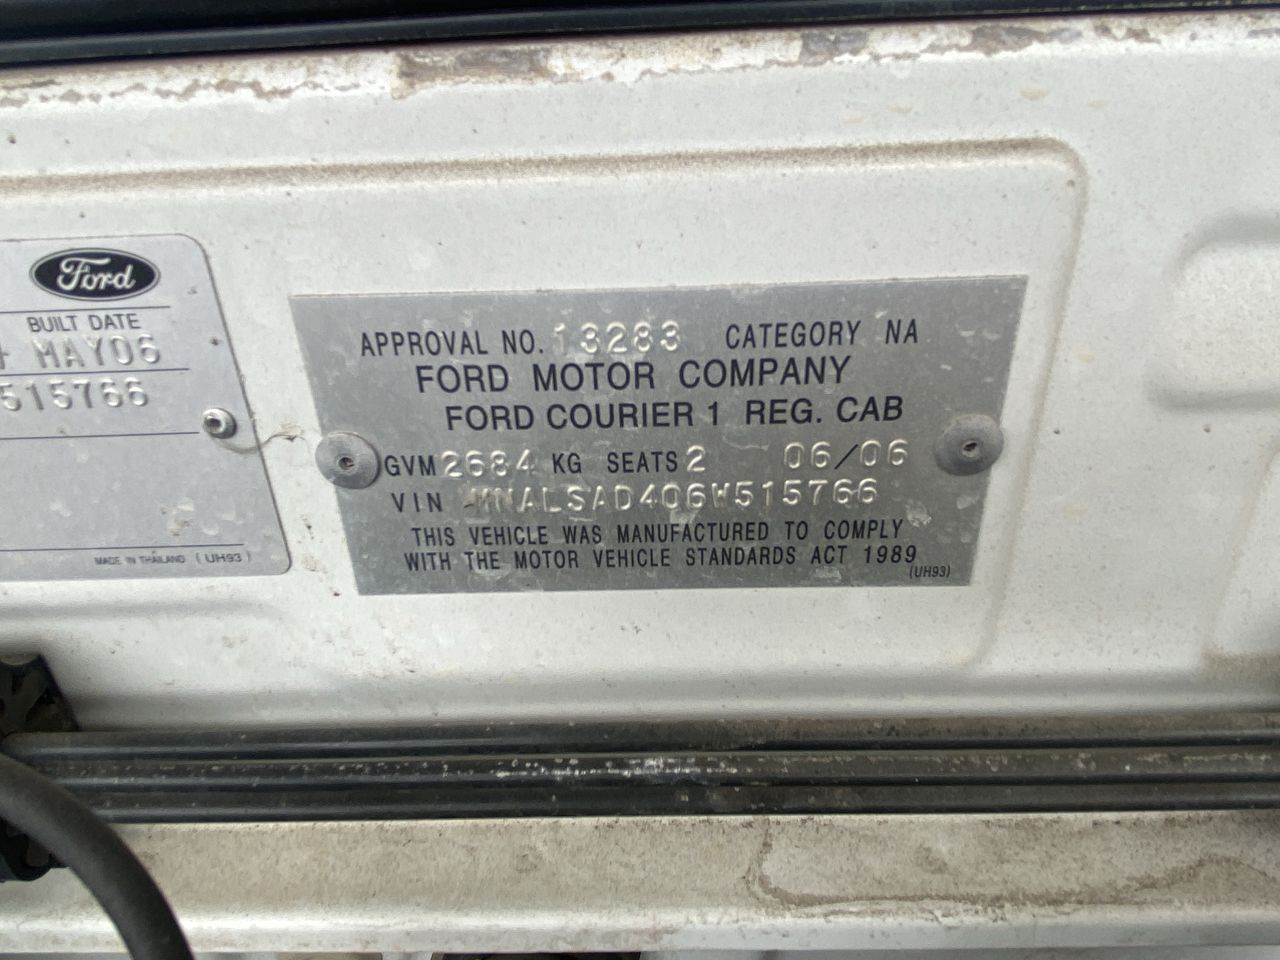 Ford
BUILT DATE
MAY06
515766
MADE IN THAILAND (UH93)
APPROVAL NO. 13283 CATEGORY NA
FORD MOTOR COMPANY
FORD COURIER 1 REG. CAB
GVM 2684 KG SEATS 2 06/06
VIN MNALSAD406W515766
THIS VEHICLE WAS MANUFACTURED TO COMPLY
WITH THE MOTOR VEHICLE STANDARDS ACT 1989
(UH93)